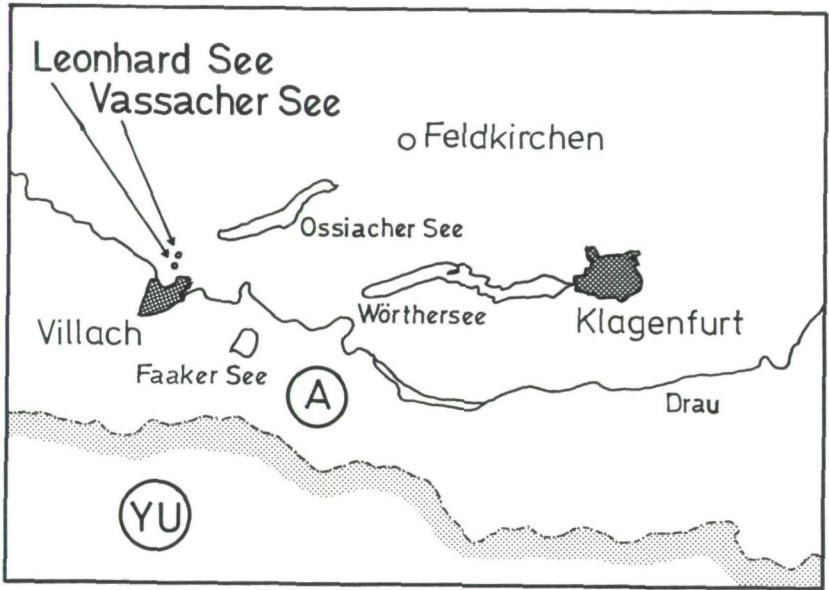 Leonhard See
Vassacher See
Feldkirchen
Ossiacher See
Wörthersee
Klagenfurt
Villach
Faaker See
A
Drau
YU